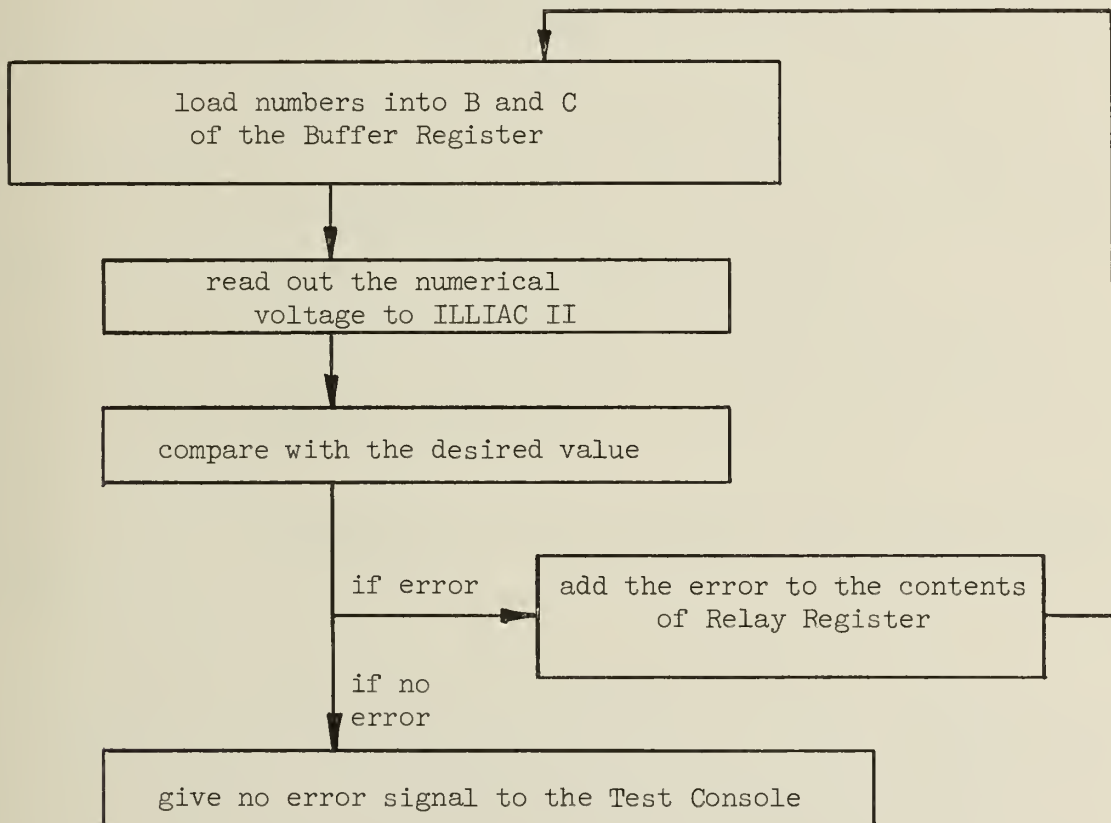 load numbers into B and C
of the Buffer Register
read out the numerical
voltage to ILLIAC II
compare with the desired value
if error
add the error to the contents
of Relay Register
if no
error
give no error signal to the Test Console